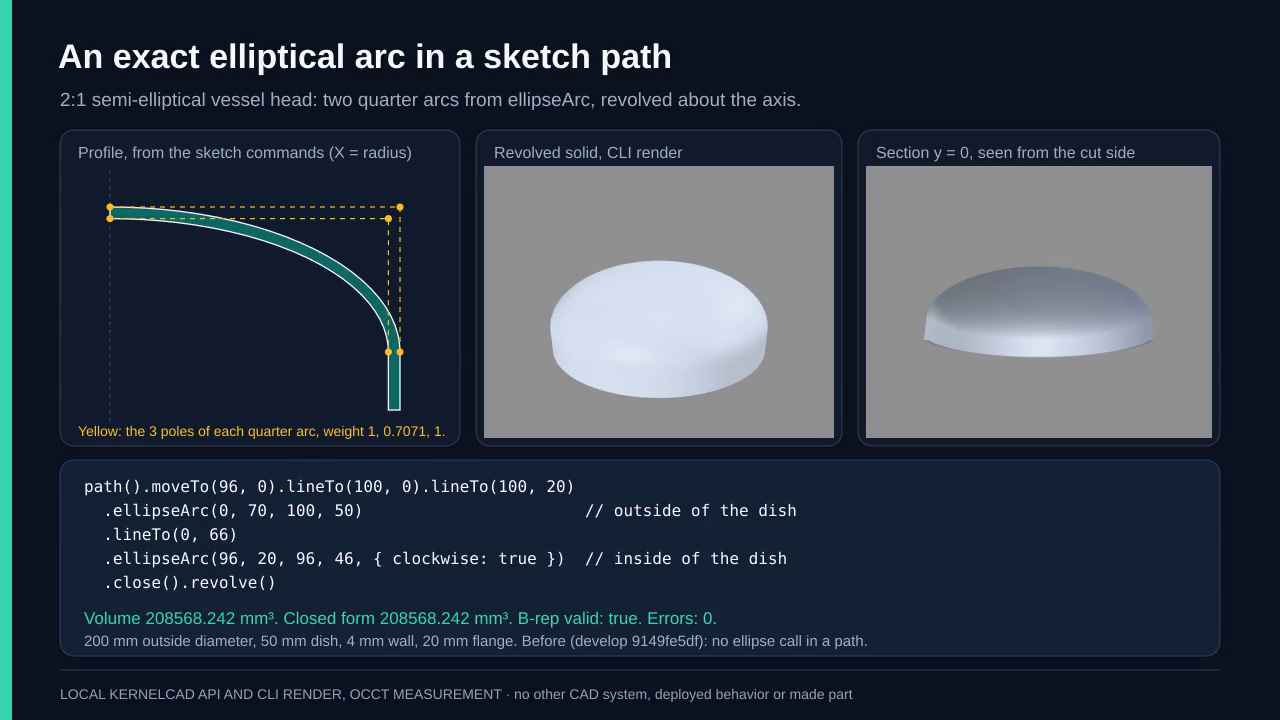 An exact elliptical arc in a sketch path
2:1 semi-elliptical vessel head: two quarter arcs from ellipseArc, revolved about the axis.
Profile, from the sketch commands (X = radius)
Yellow: the 3 poles of each quarter arc, weight 1, 0.7071, 1.
Revolved solid, CLI render
Section y = 0, seen from the cut side
path().moveTo(96, 0).lineTo(100, 0).lineTo(100, 20)
.ellipseArc(0, 70, 100, 50) // outside of the dish
.lineTo(0, 66)
.ellipseArc(96, 20, 96, 46, { clockwise: true }) // inside of the dish
.close().revolve()
Volume 208568.242 mm³. Closed form 208568.242 mm³. B-rep valid: true. Errors: 0.
200 mm outside diameter, 50 mm dish, 4 mm wall, 20 mm flange. Before (develop 9149fe5df): no ellipse call in a path.
LOCAL KERNELCAD API AND CLI RENDER, OCCT MEASUREMENT · no other CAD system, deployed behavior or made part